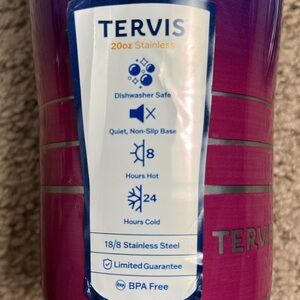 TERVIS
20oz Stainless
Dishwasher Safe
Quiet, Non-Slip Base
8
Hours Hot
24
Hours Cold
18/8 Stainless Steel
Limited Guarantee
BPA Free
TERVIS